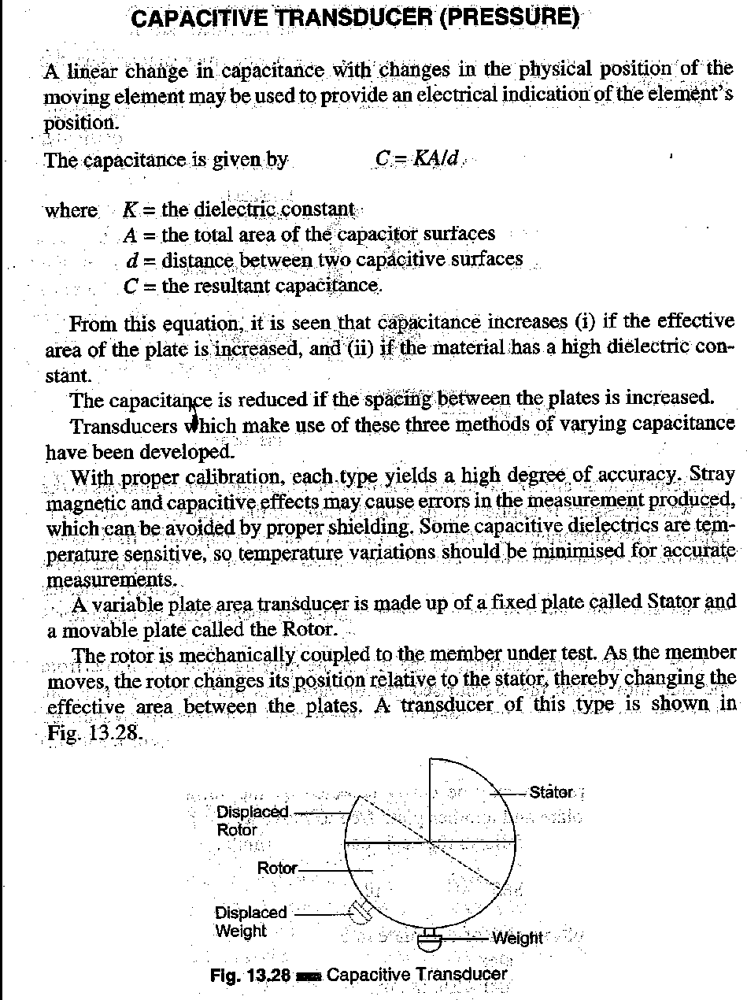 CAPACITIVE TRANSDUCER (PRESSURE)
A linear change in capacitance with changes in the physical position of the
moving element may be used to provide an electrical indication of the element's
position.
The capacitance is given by C = KA/d
where K = the dielectric constant
A = the total area of the capacitor surfaces
d = distance between two capacitive surfaces
C = the resultant capacitance.
From this equation, it is seen that capacitance increases (i) if the effective
area of the plate is increased, and (ii) if the material has a high dielectric con-
stant.
The capacitance is reduced if the spacing between the plates is increased.
Transducers which make use of these three methods of varying capacitance
have been developed.
With proper calibration, each type yields a high degree of accuracy. Stray
magnetic and capacitive effects may cause errors in the measurement produced,
which can be avoided by proper shielding. Some capacitive dielectrics are tem-
perature sensitive, so temperature variations should be minimised for accurate
measurements.
A variable plate area transducer is made up of a fixed plate called Stator and
a movable plate called the Rotor.
The rotor is mechanically coupled to the member under test. As the member
moves, the rotor changes its position relative to the stator, thereby changing the
effective area between the plates. A transducer of this type is shown in
Fig. 13.28.
Stator
Displaced
Rotor
Rotor
Displaced
Weight
Weight
Fig. 13.28 Capacitive Transducer